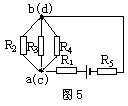 b(d)
R₂ R₃ R₄
a(c) R₁ R₅
图 5